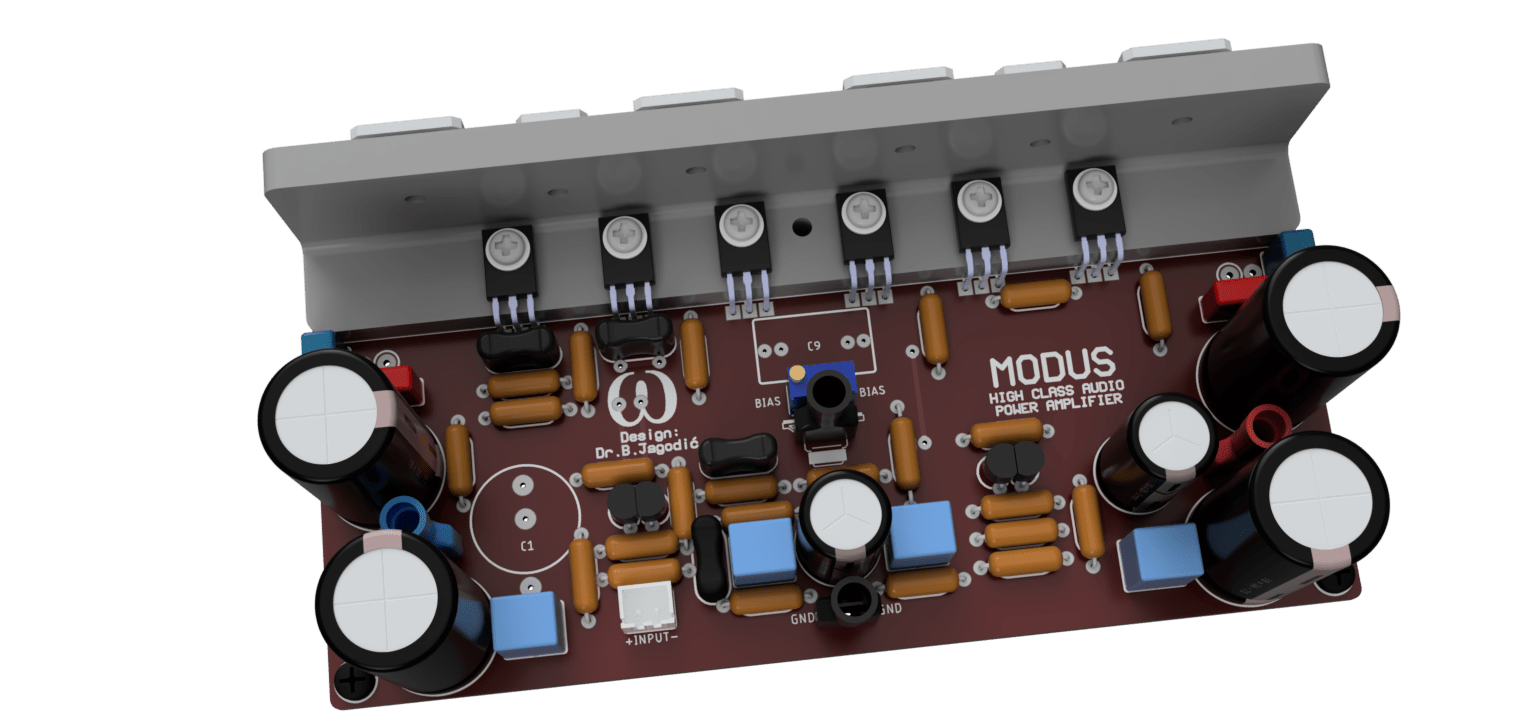 C9
BIAS
BIAS
MODUS
HIGH CLASS AUDIO
POWER AMPLIFIER
Design:
Dr.B.Jagodić
C1
GND
GND
+INPUT-